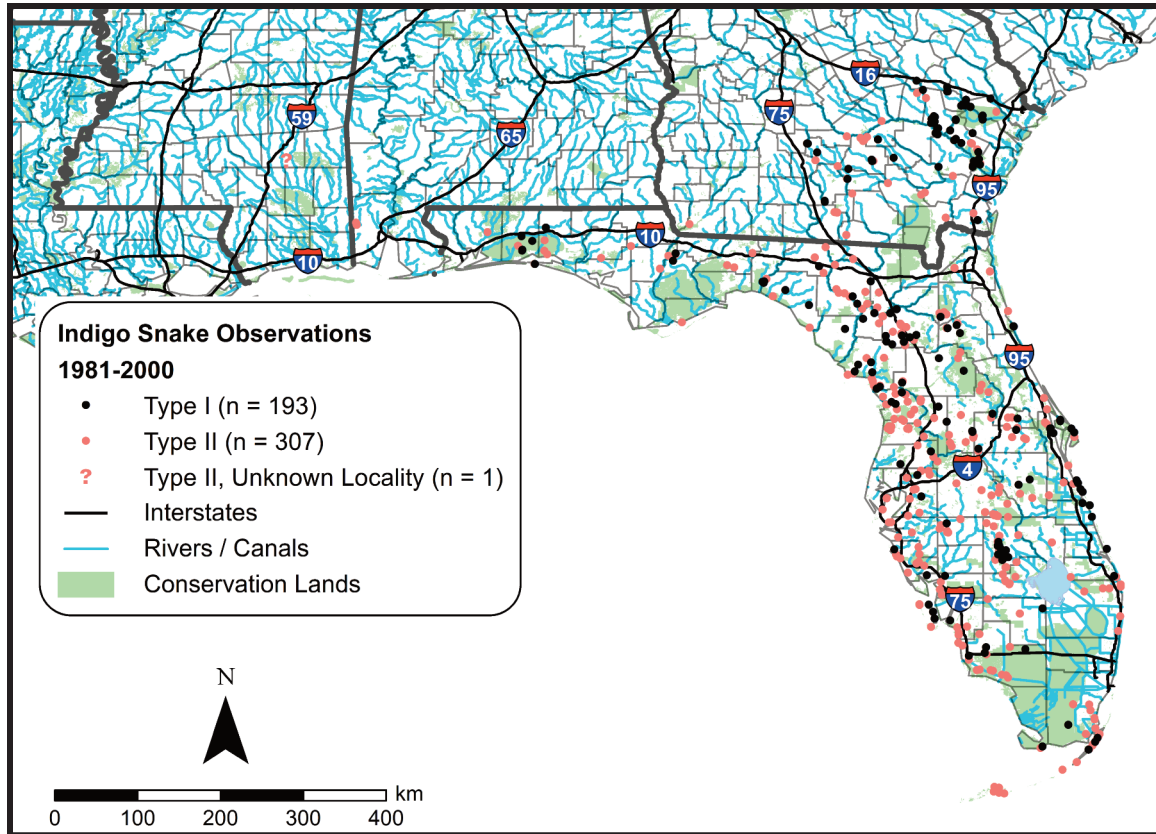 16
75
59
65
95
10
10
95
4
75
Indigo Snake Observations
1981-2000
Type I (n = 193)
Type II (n = 307)
? Type II, Unknown Locality (n = 1)
Interstates
Rivers / Canals
Conservation Lands
?
N
km
0 100 200 300 400